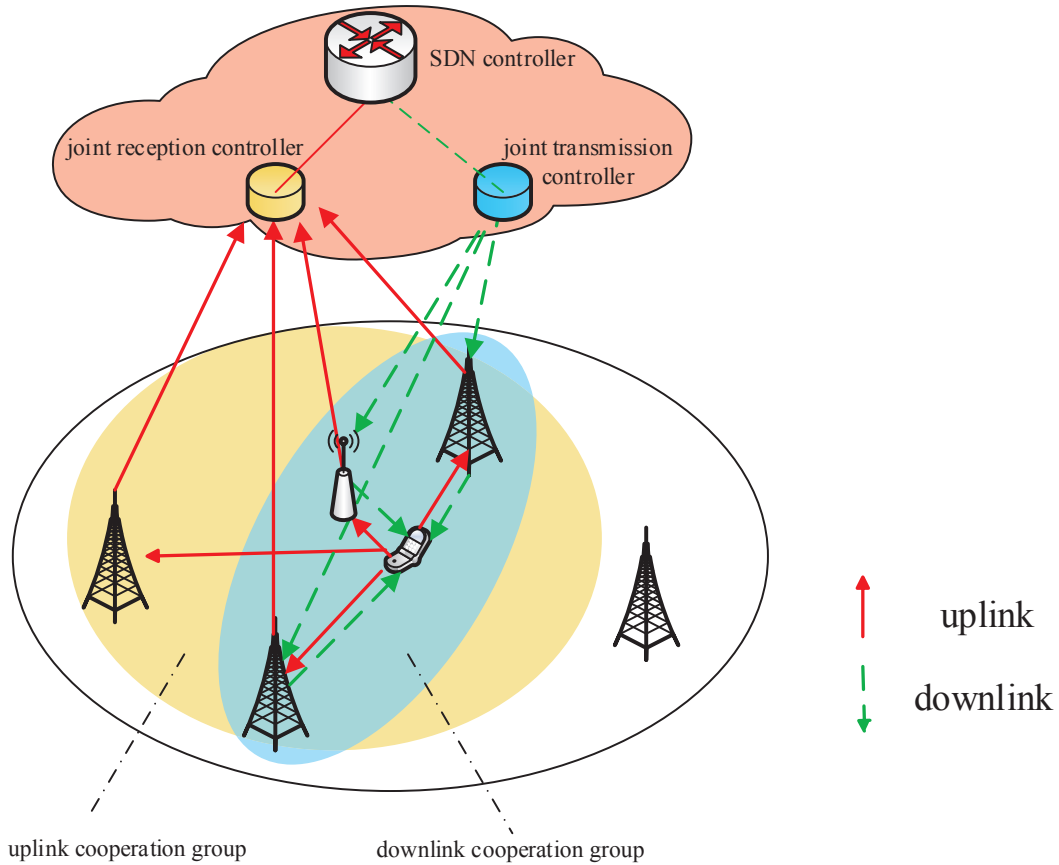 SDN controller
joint reception controller
joint transmission
controller
uplink
downlink
uplink cooperation group
downlink cooperation group